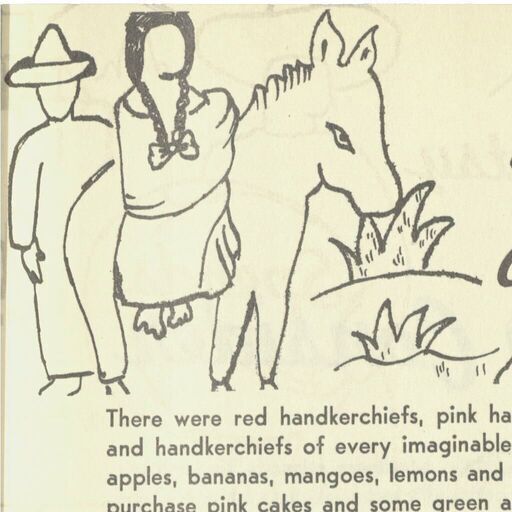 There were red handkerchiefs, pink ha
and handkerchiefs of every imaginable
apples, bananas, mangoes, lemons and
purchase pink cakes and some green a